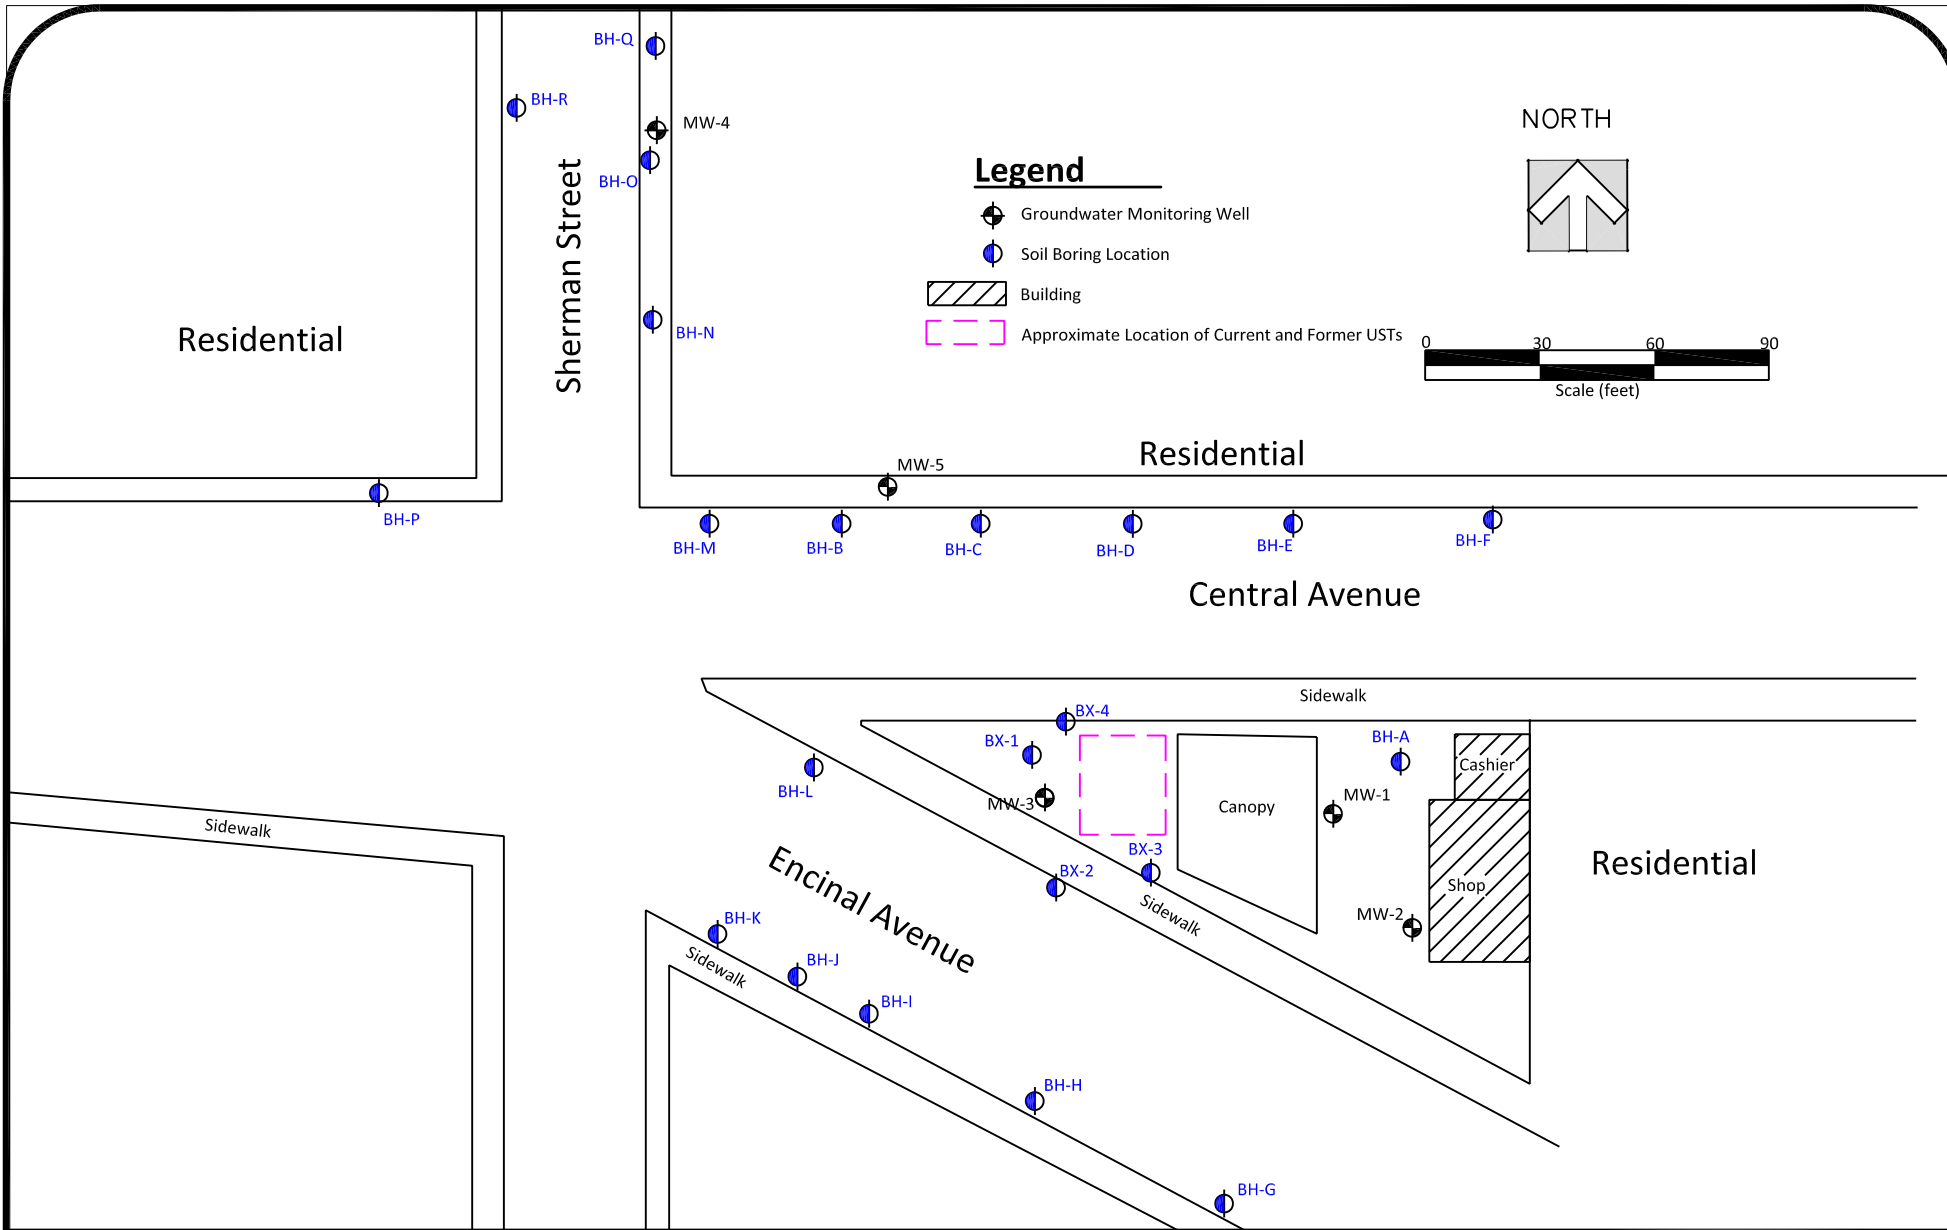 BH-Q
BH-R
MW-4
NORTH
BH-O
Legend
Groundwater Monitoring Well
Soil Boring Location
Building
Approximate Location of Current and Former USTs
Sherman Street
Residential
BH-N
0 30 60 90
Scale (feet)
Residential
MW-5
BH-P
BH-M
BH-B
BH-C
BH-D
BH-E
BH-F
Central Avenue
Sidewalk
BX-4
BX-1
BH-A
Cashier
BH-L
MW-3
Canopy
MW-1
Sidewalk
BX-3
BX-2
Residential
Shop
Encinal Avenue
Sidewalk
MW-2
BH-K
Sidewalk
BH-J
BH-I
BH-H
BH-G